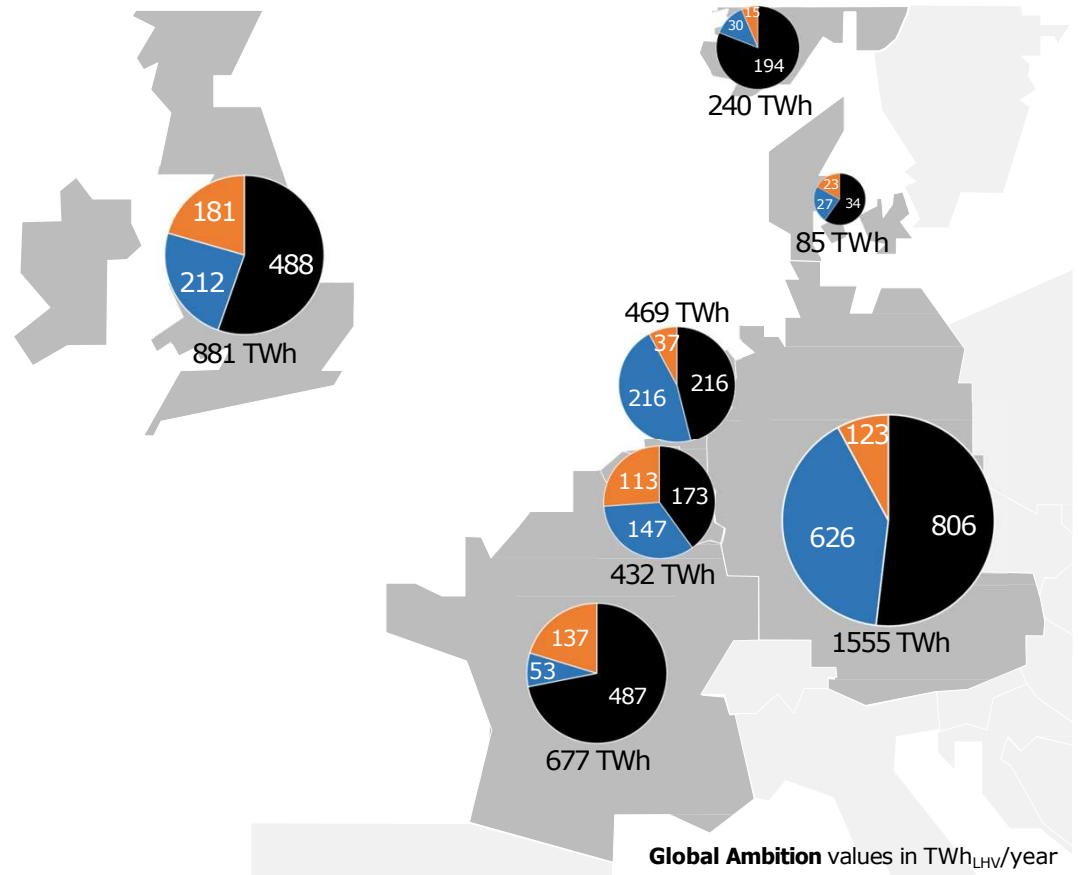 15
30
194
240 TWh
23
27
34
85 TWh
181
488
212
881 TWh
469 TWh
37
216
216
113
173
147
432 TWh
123
626
806
1555 TWh
137
53
487
677 TWh
Global Ambition values in TWhLHV/year